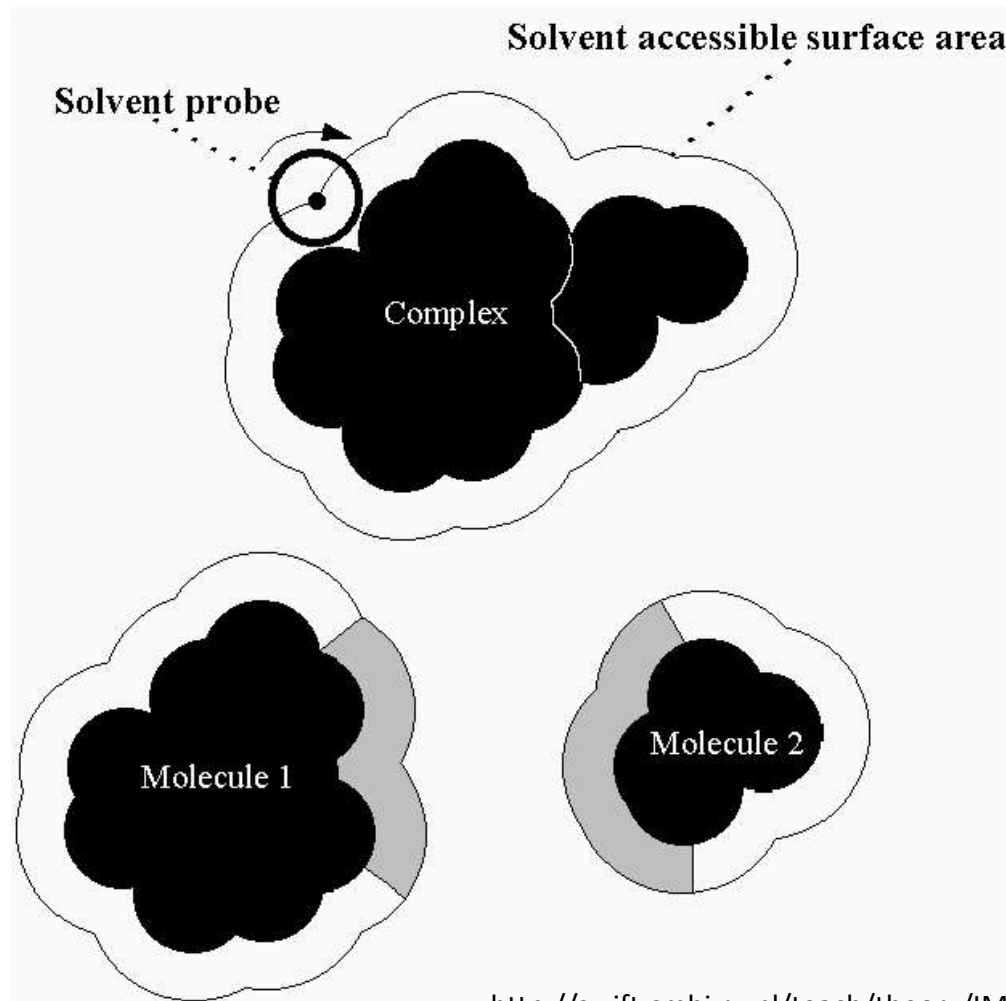 Solvent accessible surface area
Solvent probe
Complex
Molecule 1
Molecule 2